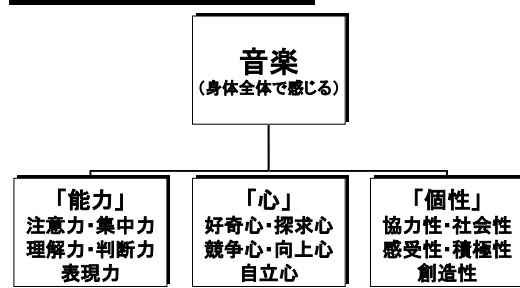 音楽
(身体全体で感じる)
「能力」
注意力・集中力
理解力・判断力
表現力
「心」
好奇心・探求心
競争心・向上心
自立心
「個性」
協力性・社会性
感受性・積極性
創造性